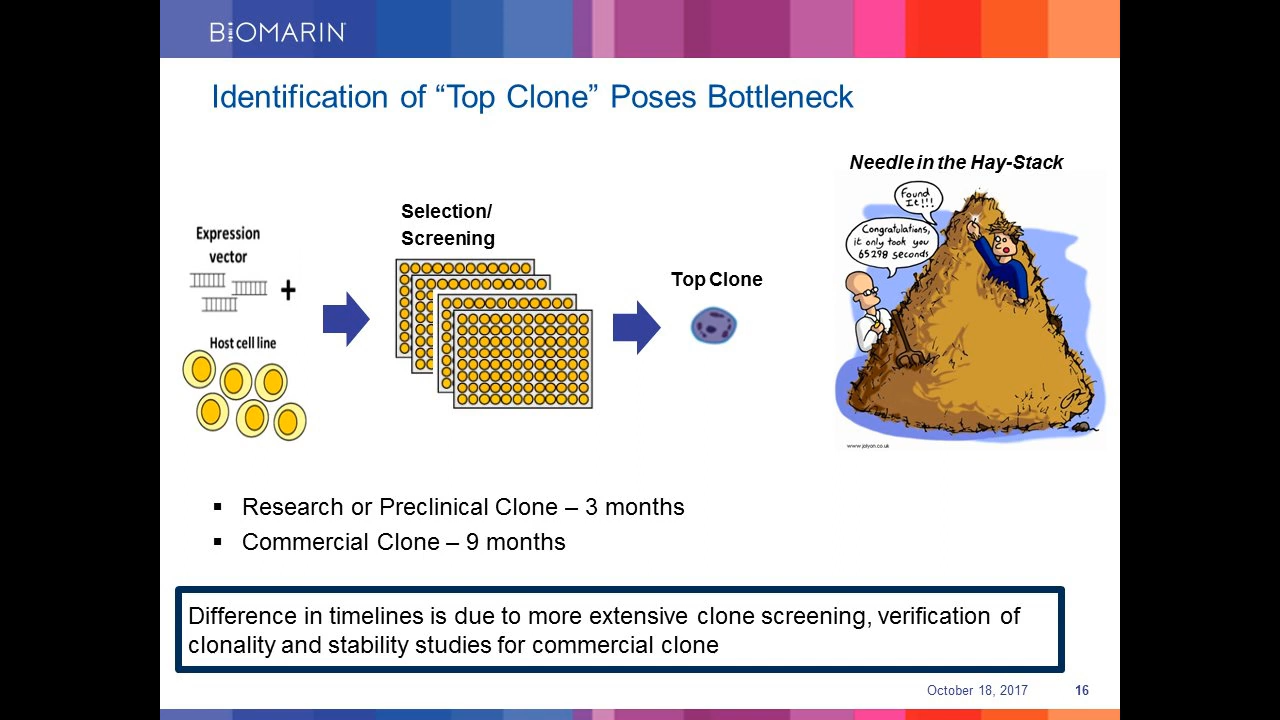 BIOMARIN
Identification of “Top Clone” Poses Bottleneck
Expression
vector
+
Host cell line
Selection/
Screening
Top Clone
Needle in the Hay-Stack
Found
It!!!
Congratulations,
it only took you
65298 seconds
www.jolyon.co.uk
▪ Research or Preclinical Clone – 3 months
▪ Commercial Clone – 9 months
Difference in timelines is due to more extensive clone screening, verification of
clonality and stability studies for commercial clone
October 18, 2017
16